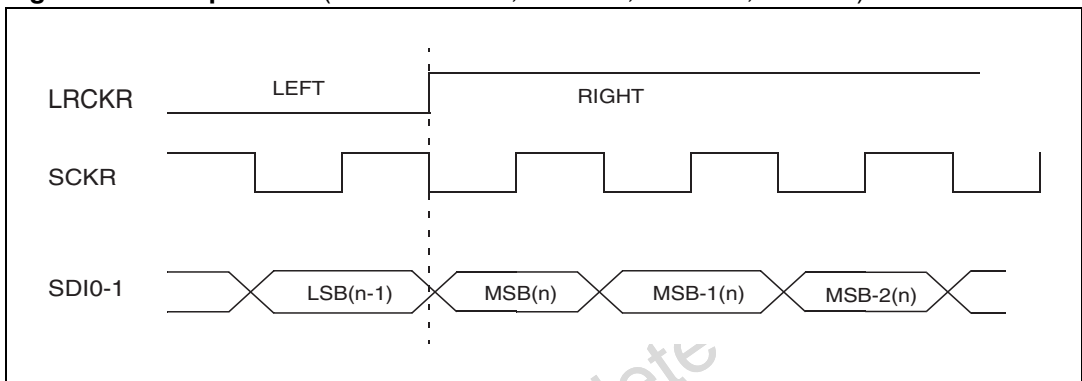 LRCKR
LEFT
RIGHT
SCKR
SDI0-1
LSB(n-1)
MSB(n)
MSB-1(n)
MSB-2(n)